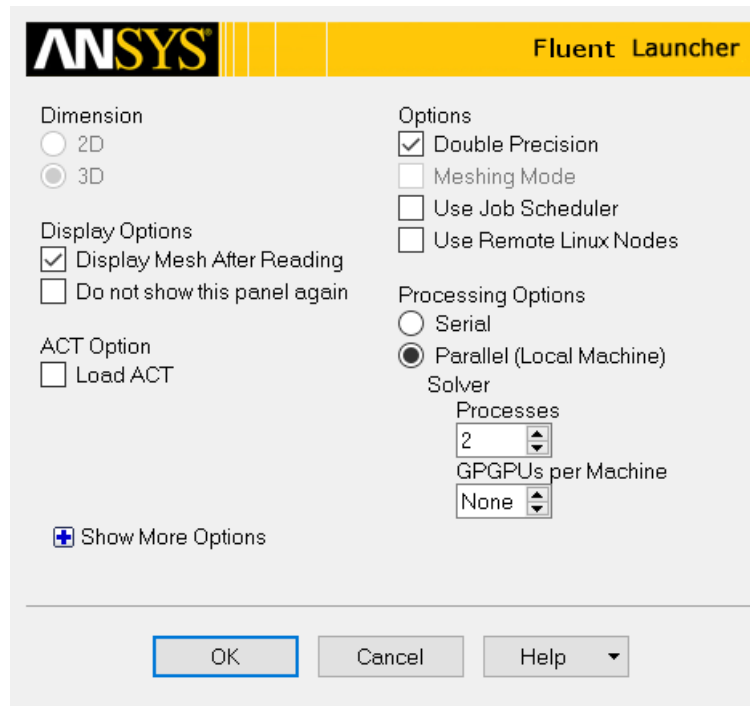 ANSYS Fluent Launcher
Dimension
2D
3D
Display Options
Display Mesh After Reading
Do not show this panel again
ACT Option
Load ACT
Show More Options
Options
Double Precision
Meshing Mode
Use Job Scheduler
Use Remote Linux Nodes
Processing Options
Serial
Parallel (Local Machine)
Solver
Processes
2
GPGPUs per Machine
None
OK Cancel Help